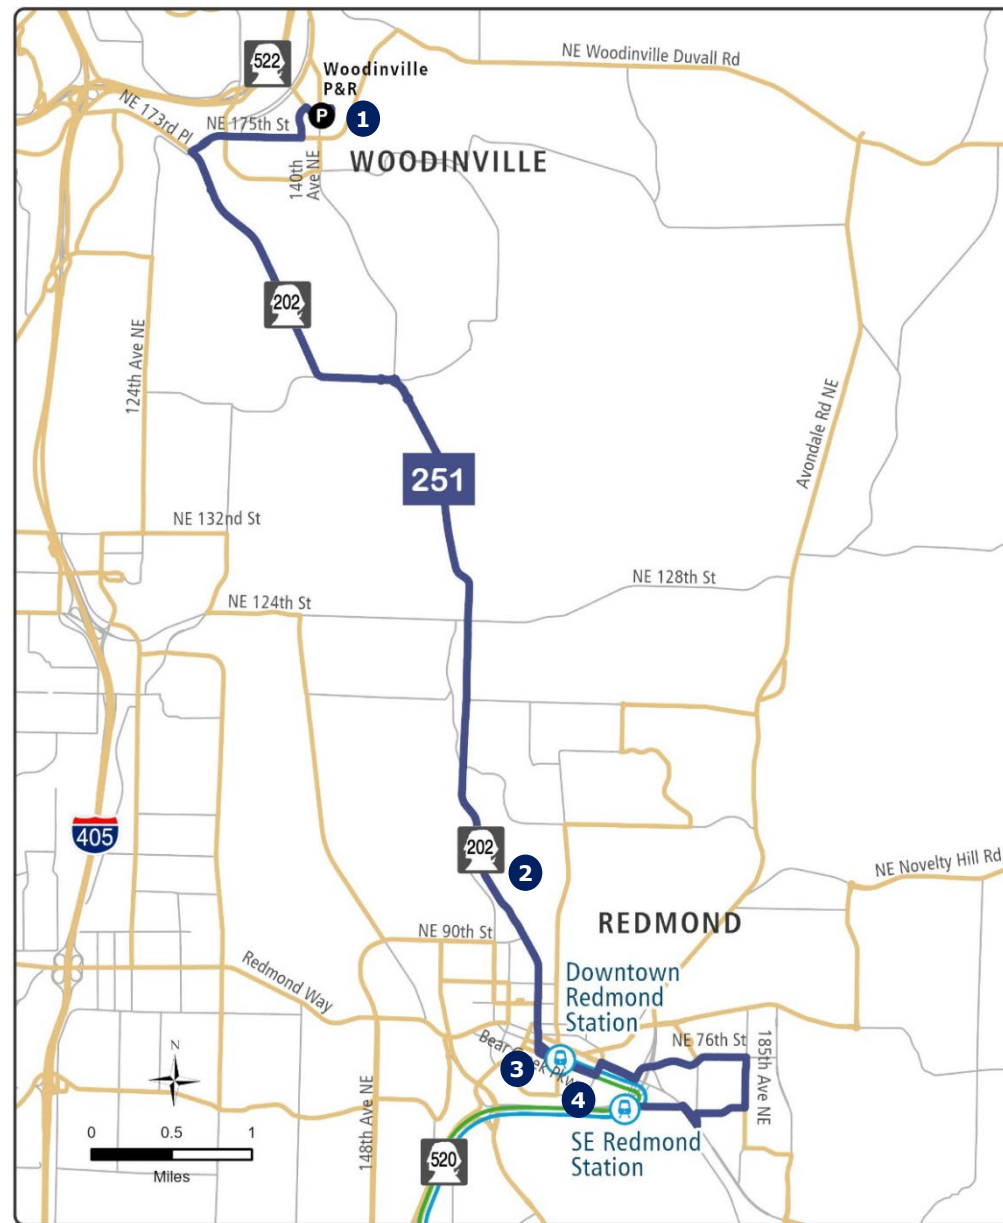 522
NE Woodinville Duvall Rd
Woodinville
P&R
P
1
NE 173rd Pl
NE 175th St
140th
Ave NE
WOODINVILLE
202
124th Ave NE
Avondale Rd NE
251
NE 132nd St
NE 128th St
NE 124th St
405
202
2
NE Novelty Hill Rd
NE 90th St
REDMOND
Redmond Way
Downtown
Redmond
Station
NE 76th St
185th Ave NE
Bear Creek Pkwy
3
4
148th Ave NE
N
0 0.5 1
Miles
SE Redmond
Station
520